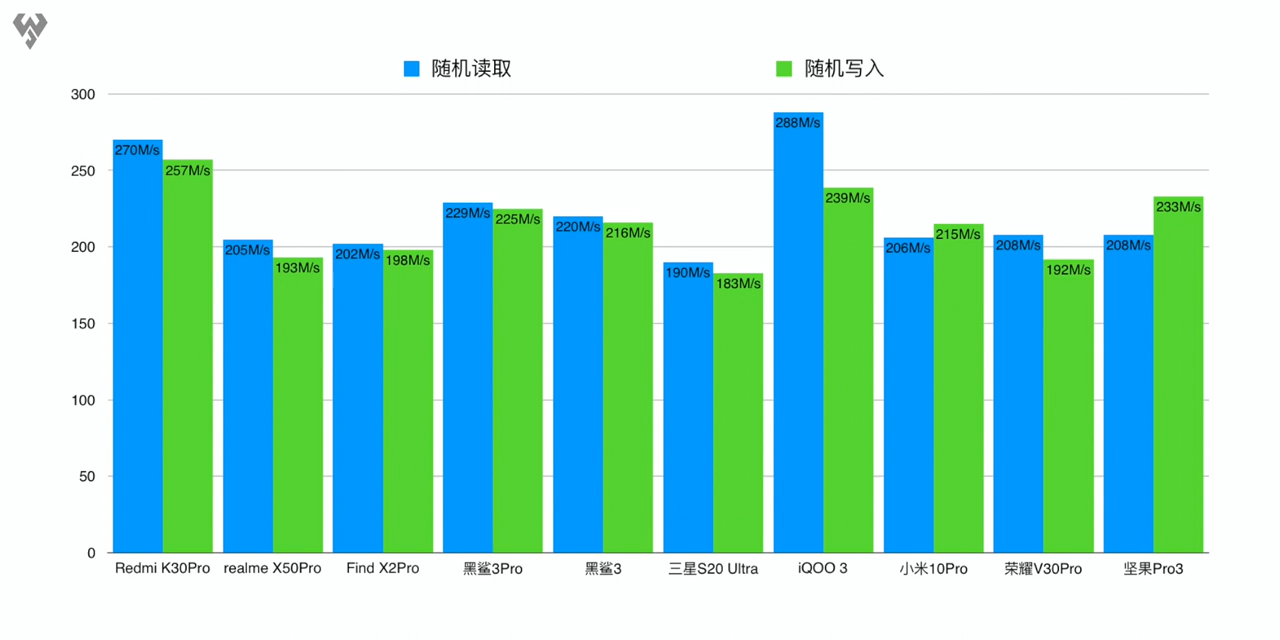 随机读取 随机写入
300
250
200
150
100
50
0
270M/s 257M/s 205M/s 193M/s 202M/s 198M/s 229M/s 225M/s 220M/s 216M/s 190M/s 183M/s 288M/s 239M/s 206M/s 215M/s 208M/s 192M/s 208M/s 233M/s
Redmi K30Pro realme X50Pro Find X2Pro 黑鲨3Pro 黑鲨3 三星S20 Ultra iQOO 3 小米10Pro 荣耀V30Pro 坚果Pro3